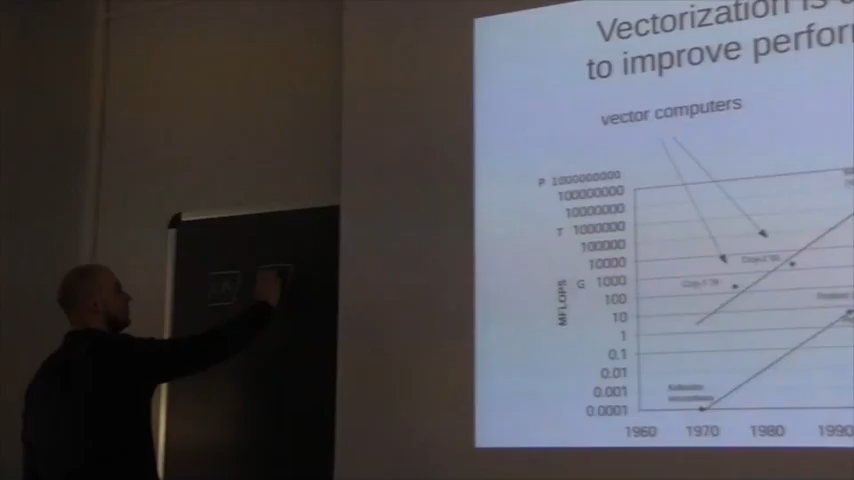 Vectorization is
to improve perfor
vector computers
P 1000000000
100000000
10000000
T 1000000
100000
10000
G 1000
100
10
1
0.1
0.01
0.001
0.0001
MFLOPS
1960 1970 1980 1990